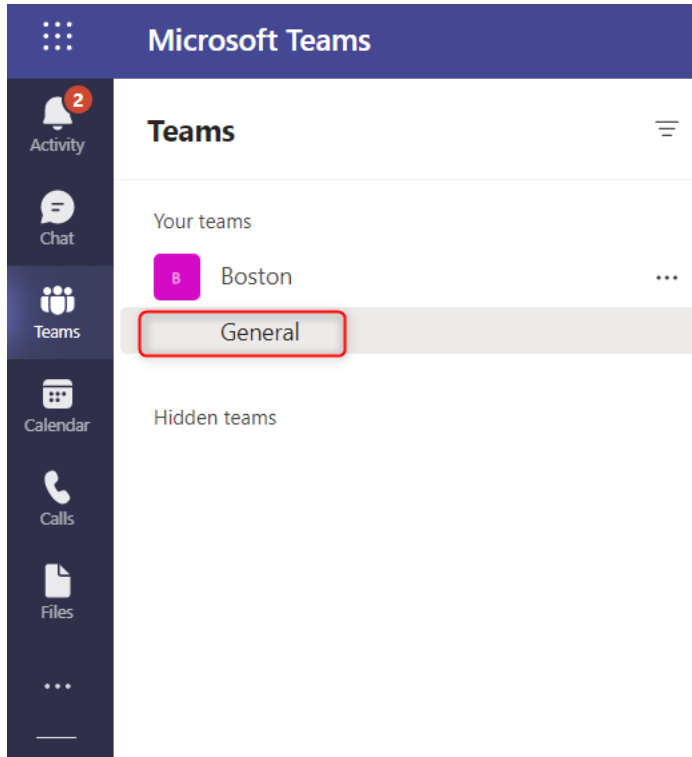 Microsoft Teams
2
Activity
Chat
Teams
Calendar
Calls
Files
Teams
Your teams
B
Boston
General
Hidden teams